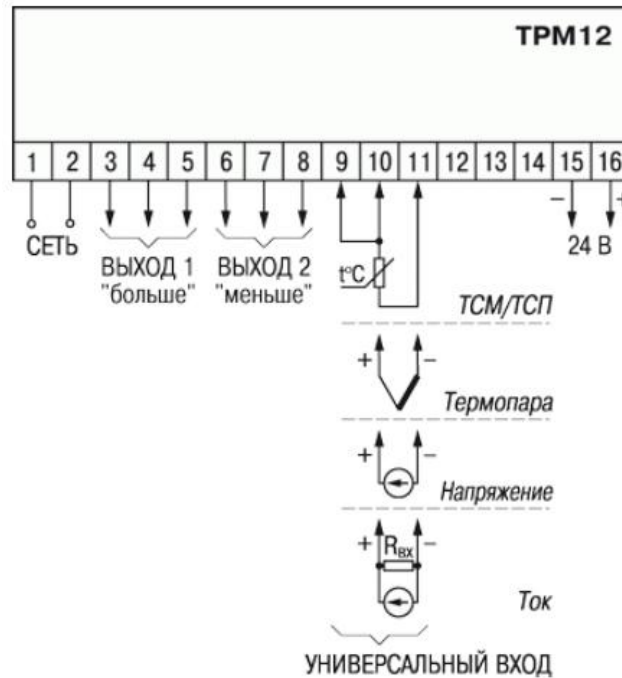 ТРМ12
1 2 3 4 5 6 7 8 9 10 11 12 13 14 15 16
– +
СЕТЬ
ВЫХОД 1
"больше"
ВЫХОД 2
"меньше"
24 В
t°C
ТСМ/ТСП
+ –
Термопара
+ –
Напряжение
+ Rвх –
Ток
УНИВЕРСАЛЬНЫЙ ВХОД